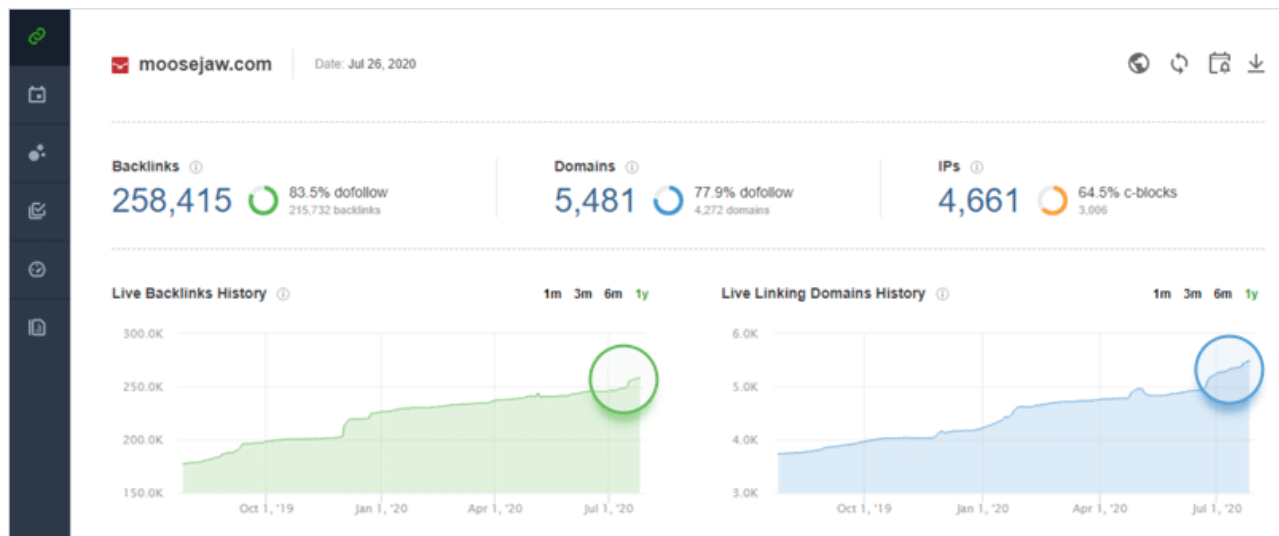 moosejaw.com Date: Jul 26, 2020
Backlinks
258,415 83.5% dofollow
215,732 backlinks
Domains
5,481 77.9% dofollow
4,272 domains
IPs
4,661 64.5% c-blocks
3,006
Live Backlinks History 1m 3m 6m 1y
300.0K
250.0K
200.0K
150.0K
Oct 1, '19 Jan 1, '20 Apr 1, '20 Jul 1, '20
Live Linking Domains History 1m 3m 6m 1y
6.0K
5.0K
4.0K
3.0K
Oct 1, '19 Jan 1, '20 Apr 1, '20 Jul 1, '20